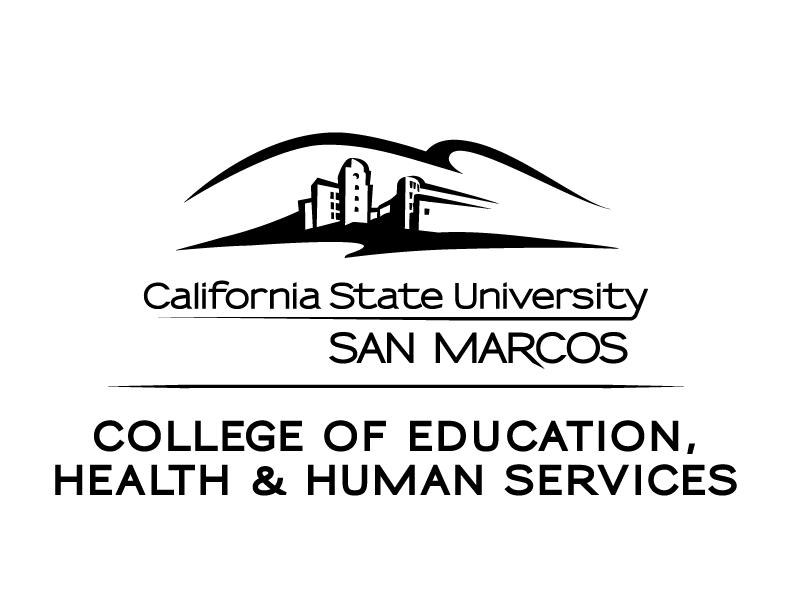 California State University
SAN MARCOS
COLLEGE OF EDUCATION,
HEALTH & HUMAN SERVICES